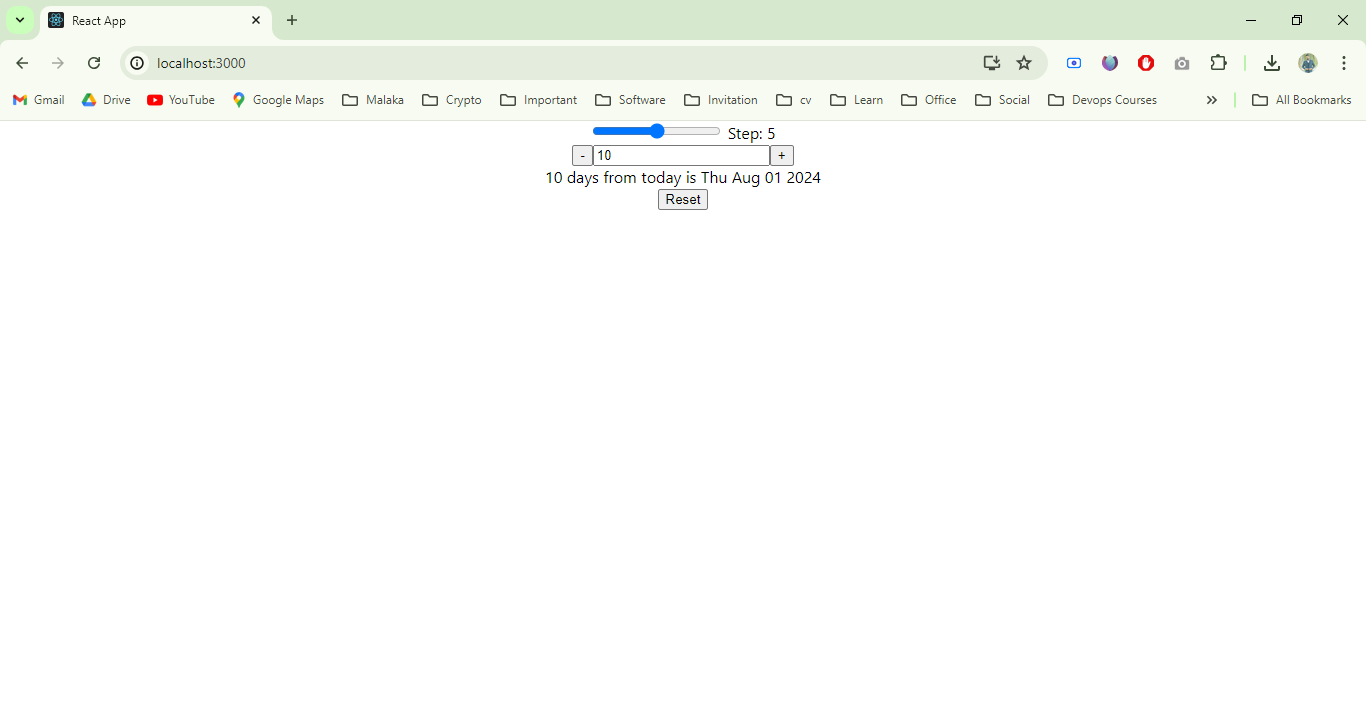 React App
localhost:3000
Gmail Drive YouTube Google Maps Malaka Crypto Important Software Invitation cv Learn Office Social Devops Courses » All Bookmarks
Step: 5
- 10 +
10 days from today is Thu Aug 01 2024
Reset